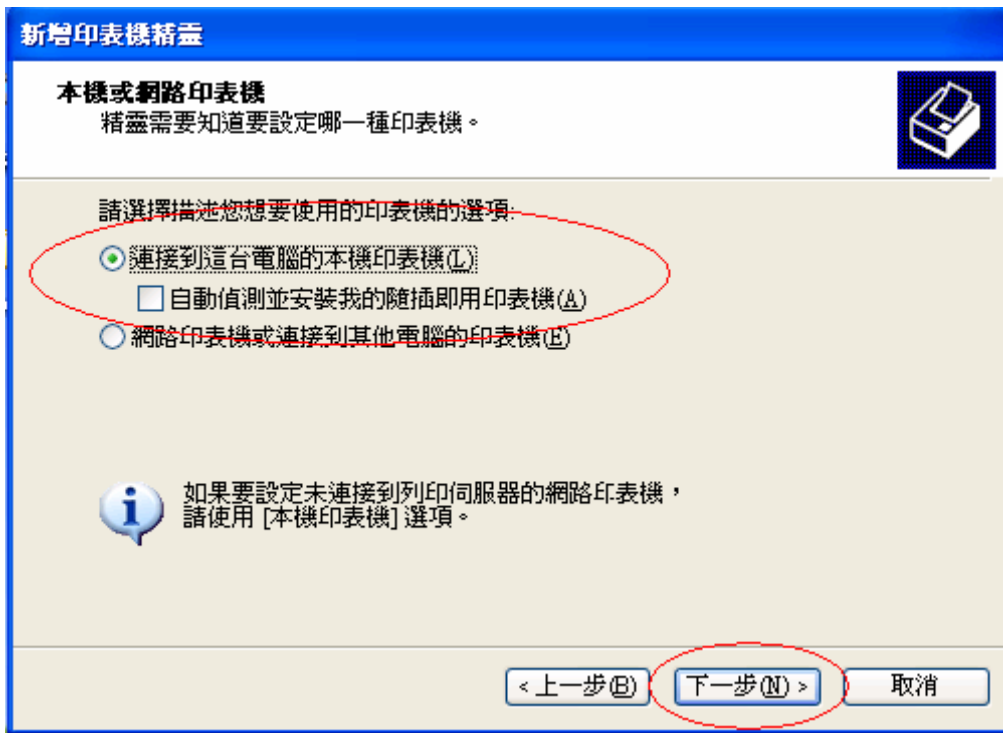 新增印表機精靈
本機或網路印表機
精靈需要知道要設定哪一種印表機。
請選擇描述您想要使用的印表機的選項:
連接到這台電腦的本機印表機(L)
自動偵測並安裝我的隨插即用印表機(A)
網路印表機或連接到其他電腦的印表機(E)
如果要設定未連接到列印伺服器的網路印表機，
請使用 [本機印表機] 選項。
<上一步(B)
下一步(N) >
取消